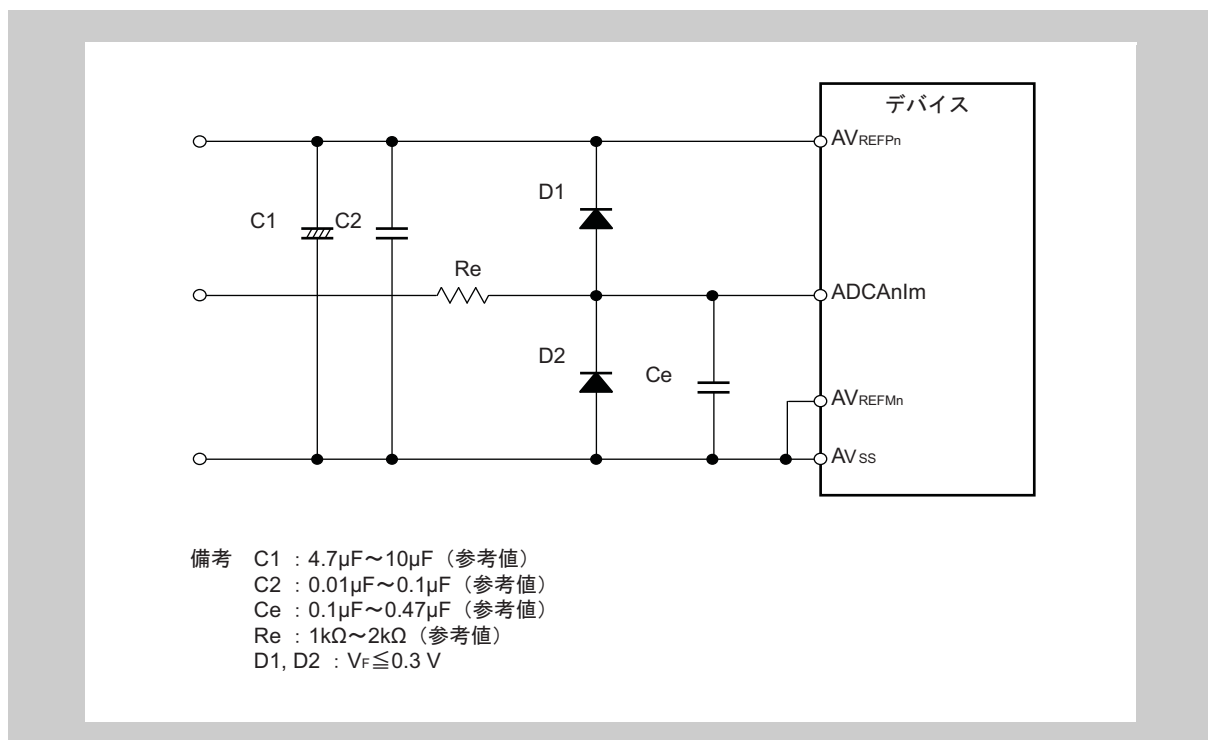 デバイス
AVREFPn
D1
C1
C2
Re
ADCAnIm
D2
Ce
AVREFMn
AVSS
備考 C1 : 4.7µF～10µF（参考値）
C2 : 0.01µF～0.1µF（参考値）
Ce : 0.1µF～0.47µF（参考値）
Re : 1kΩ～2kΩ（参考値）
D1, D2 : VF≦0.3 V